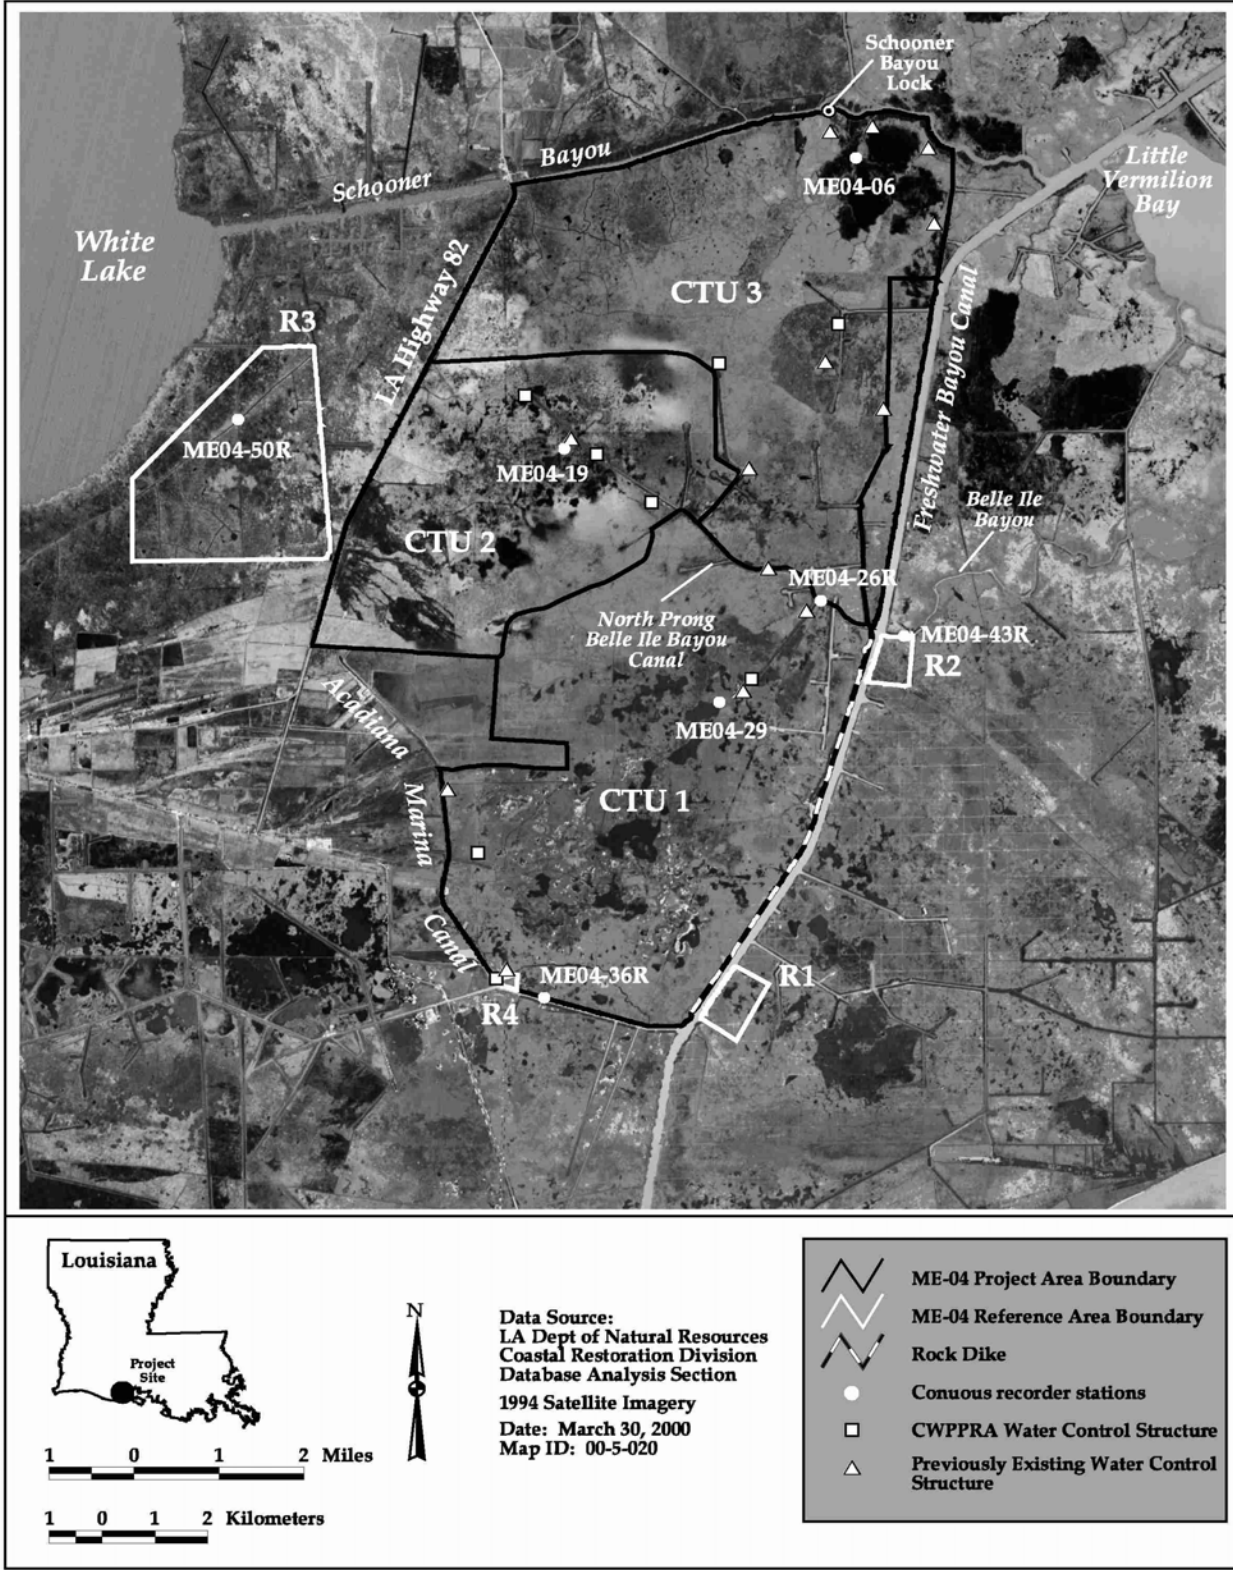 Schooner
Bayou
Lock
Schooner Bayou
ME04-06
Little
Vermilion
Bay
White
Lake
LA Highway 82
CTU 3
R3
Freshwater Bayou Canal
ME04-50R
ME04-19
Belle Ile
Bayou
CTU 2
ME04-26R
North Prong
Belle Ile Bayou
Canal
ME04-43R
R2
Acadiana
Marina
Canal
ME04-29
CTU 1
ME04-36R
R1
R4
Louisiana
Project
Site
N
Data Source:
LA Dept of Natural Resources
Coastal Restoration Division
Database Analysis Section
1994 Satellite Imagery
Date: March 30, 2000
Map ID: 00-5-020
1 0 1 2 Miles
1 0 1 2 Kilometers
ME-04 Project Area Boundary
ME-04 Reference Area Boundary
Rock Dike
Conuous recorder stations
CWPPRA Water Control Structure
Previously Existing Water Control
Structure